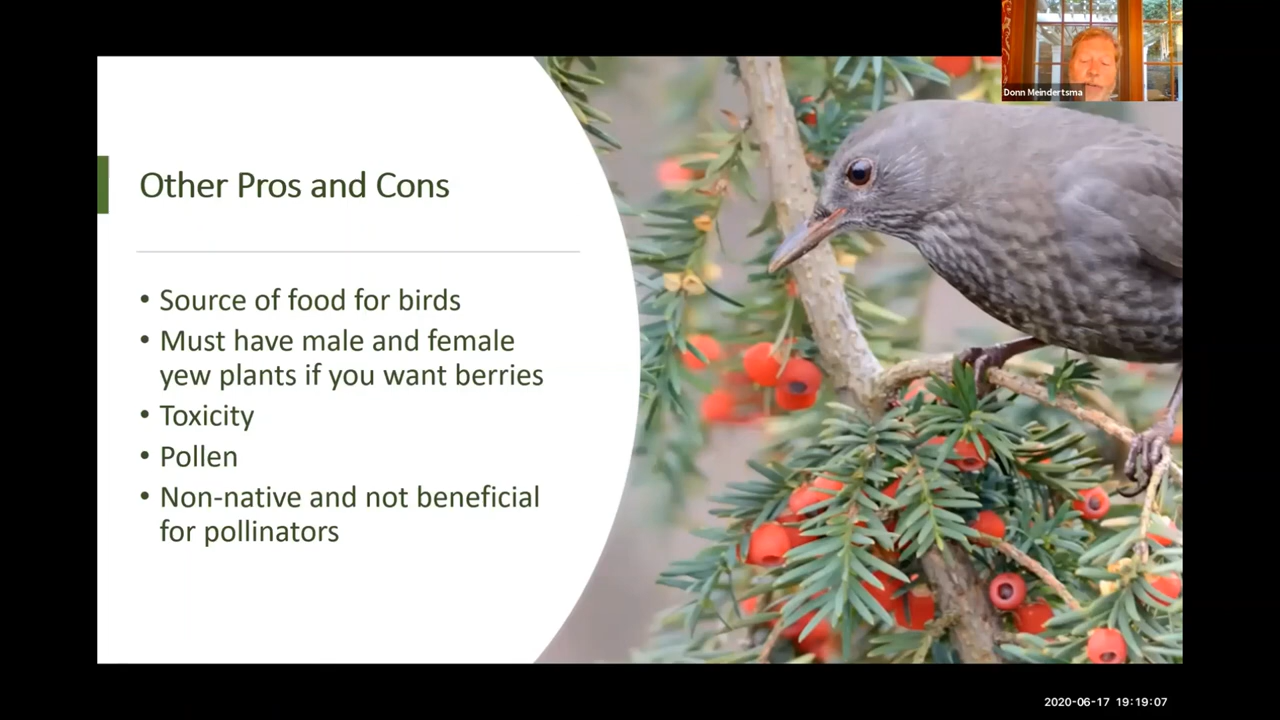 Donn Meindertsma
Other Pros and Cons
• Source of food for birds
• Must have male and female
yew plants if you want berries
• Toxicity
• Pollen
• Non-native and not beneficial
for pollinators
2020-06-17 19:19:07